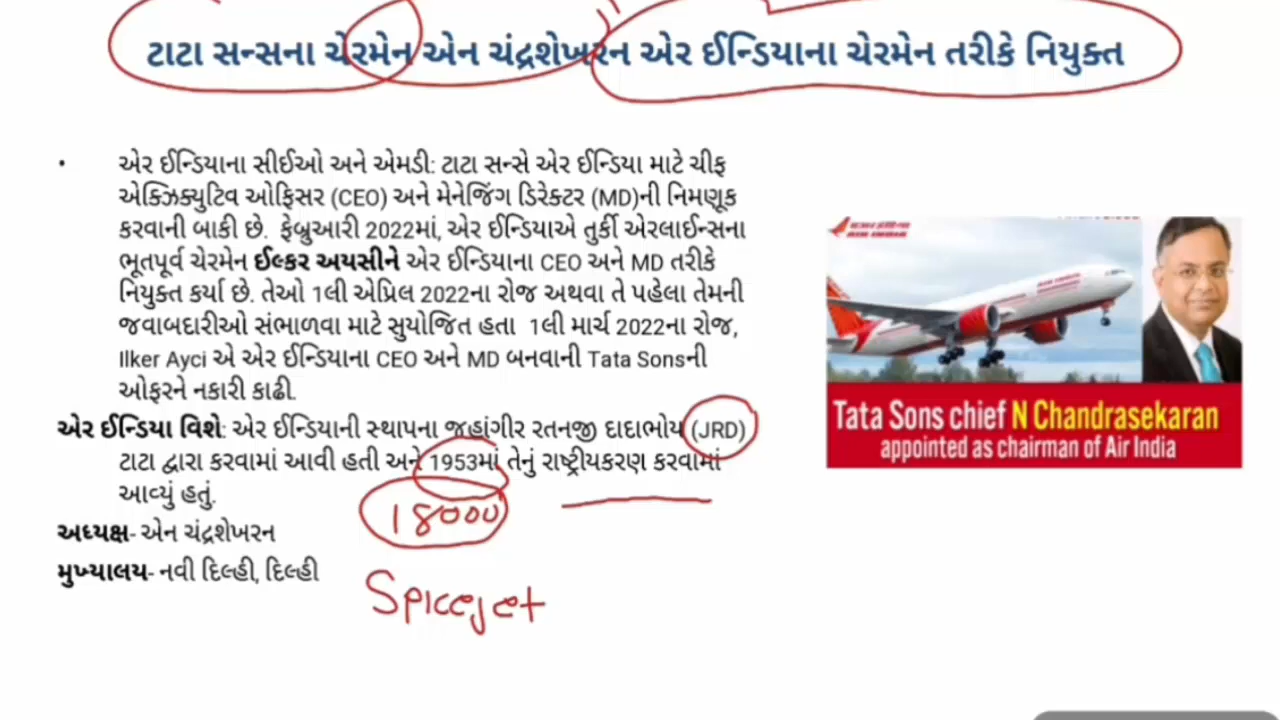 ટાટા સન્સના ચેરમેન એન ચંદ્રશેખરન એર ઈન્ડિયાના ચેરમેન તરીકે નિયુક્ત
• એર ઈન્ડિયાના સીઈઓ અને એમડી: ટાટા સન્સે એર ઈન્ડિયા માટે ચીફ
એક્ઝિક્યુટિવ ઓફિસર (CEO) અને મેનેજિંગ ડિરેક્ટર (MD)ની નિમણૂક
કરવાની બાકી છે. ફેબ્રુઆરી 2022માં, એર ઈન્ડિયાએ તુર્કી એરલાઈન્સના
ભૂતપૂર્વ ચેરમેન ઈલ્કર અયસીને એર ઈન્ડિયાના CEO અને MD તરીકે
નિયુક્ત કર્યા છે. તેઓ 1લી એપ્રિલ 2022ના રોજ અથવા તે પહેલા તેમની
જવાબદારીઓ સંભાળવા માટે સુયોજિત હતા 1લી માર્ચ 2022ના રોજ,
Ilker Ayci એ એર ઈન્ડિયાના CEO અને MD બનવાની Tata Sonsની
ઓફરને નકારી કાઢી.
એર ઈન્ડિયા વિશે: એર ઈન્ડિયાની સ્થાપના જહાંગીર રતનજી દાદાભોય (JRD)
ટાટા દ્વારા કરવામાં આવી હતી અને 1953માં તેનું રાષ્ટ્રીયકરણ કરવામાં
આવ્યું હતું.
18000
અધ્યક્ષ- એન ચંદ્રશેખરન
મુખ્યાલય- નવી દિલ્હી, દિલ્હી
Spicejet
AIR INDIA
Tata Sons chief N Chandrasekaran
appointed as chairman of Air India